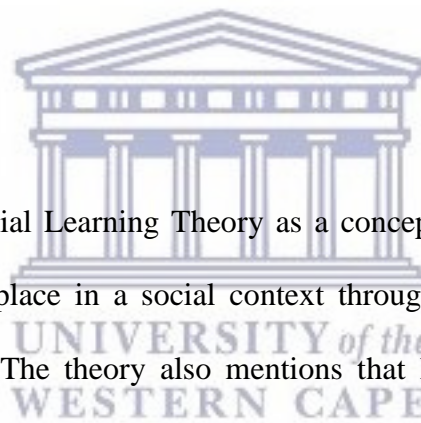 ial Learning Theory as a concep
place in a social context throug
UNIVERSITY of the
The theory also mentions that
WESTERN CAPE